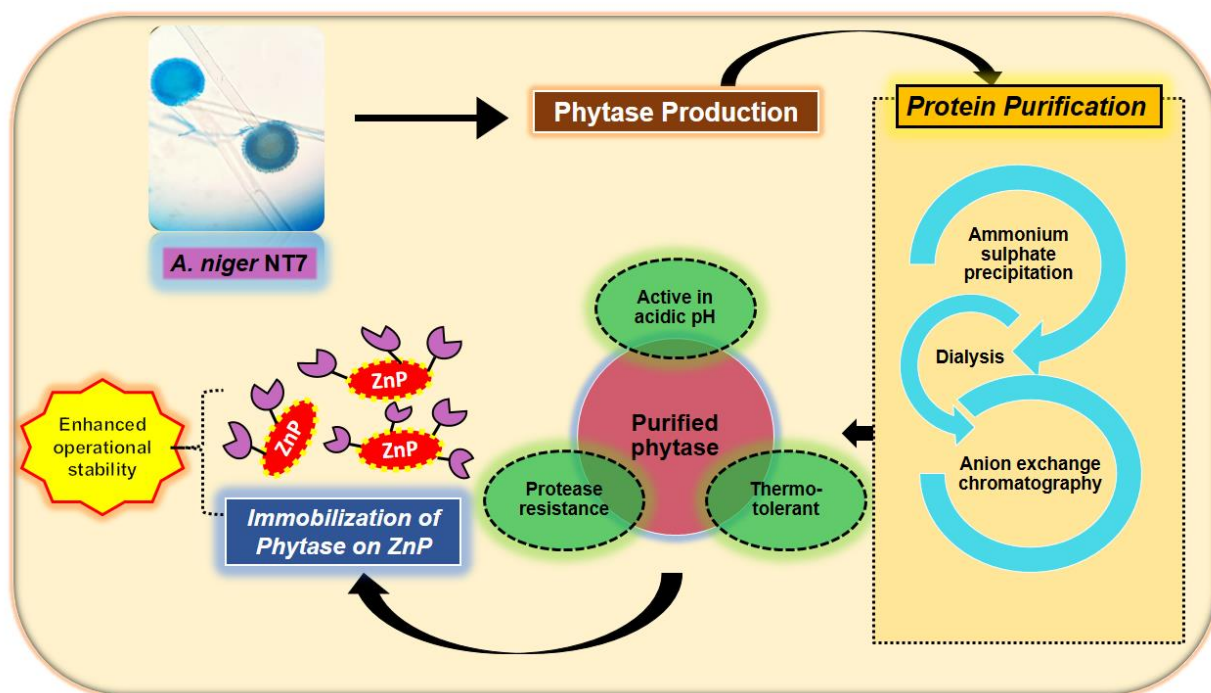 Phytase Production
Protein Purification
A. niger NT7
Ammonium
sulphate
precipitation
Dialysis
Anion exchange
chromatography
Active in
acidic pH
Purified
phytase
Protease
resistance
Thermo-
tolerant
ZnP
ZnP
ZnP
Enhanced
operational
stability
Immobilization of
Phytase on ZnP